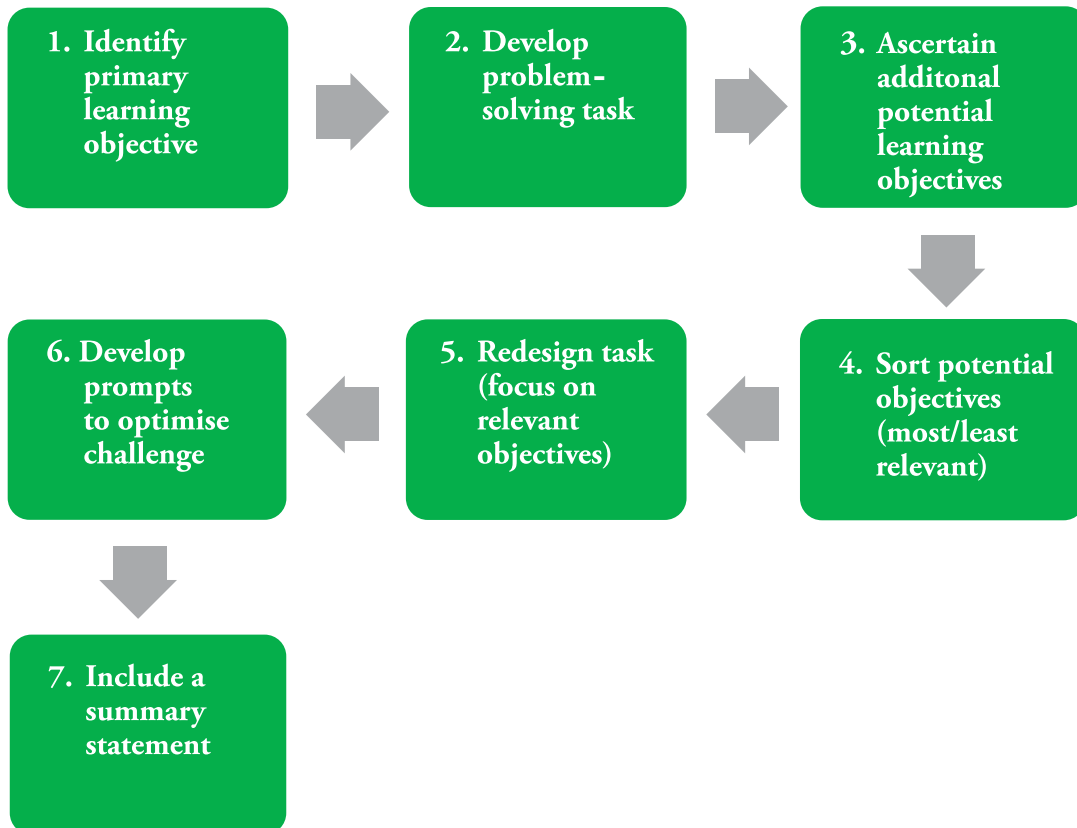 1. Identify
primary
learning
objective
2. Develop
problem-
solving task
3. Ascertain
additonal
potential
learning
objectives
4. Sort potential
objectives
(most/least
relevant)
5. Redesign task
(focus on
relevant
objectives)
6. Develop
prompts
to optimise
challenge
7. Include a
summary
statement